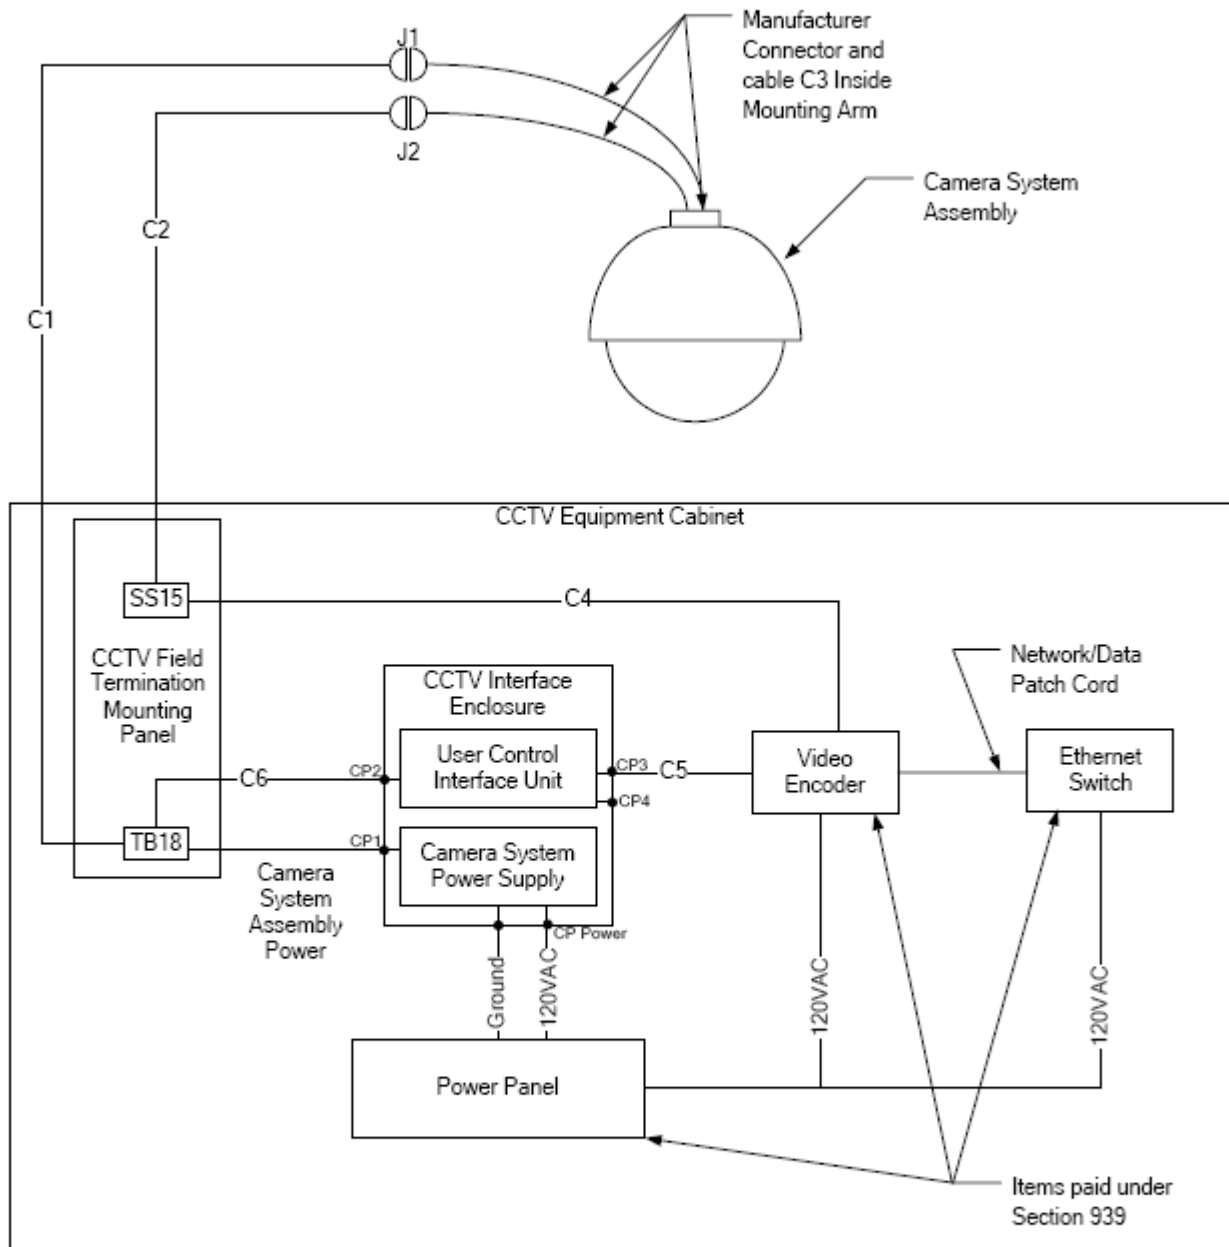 J1
J2
Manufacturer
Connector and
cable C3 Inside
Mounting Arm
Camera System
Assembly
C2
C1
CCTV Equipment Cabinet
SS15
C4
CCTV Field
Termination
Mounting
Panel
CCTV Interface
Enclosure
Network/Data
Patch Cord
User Control
Interface Unit
Video
Encoder
Ethernet
Switch
C6
CP2
CP3
C5
CP4
TB18
CP1
Camera System
Power Supply
Camera
System
Assembly
Power
CP Power
Ground
120VAC
120VAC
120VAC
Power Panel
Items paid under
Section 939